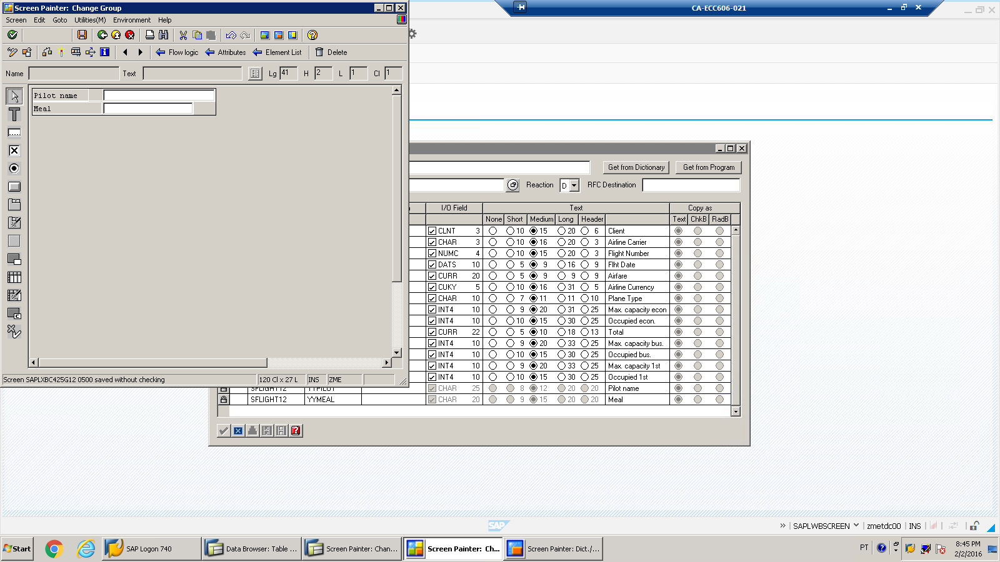 Screen Painter: Change Group
CA-ECC606-021
Screen Edit Goto Utilities(M) Environment Help
Flow logic Attributes Element List Delete
Name Text Lg 41 H 2 L 1 Cl 1
Pilot name
Meal
Get from Dictionary Get from Program
Reaction D RFC Destination
I/O Field Text Copy as
None Short Medium Long Header Text ChkB RadB
CLNT 3 10 15 20 6 Client
CHAR 3 10 16 20 3 Airline Carrier
NUMC 4 10 15 20 3 Flight Number
DATS 10 5 9 16 9 Flht Date
CURR 20 5 9 9 9 Airfare
CUKY 5 10 16 31 5 Airline Currency
CHAR 10 7 11 11 10 Plane Type
INT4 10 9 20 31 25 Max. capacity econ
INT4 10 10 15 30 25 Occupied econ.
CURR 22 5 10 18 13 Total
INT4 10 9 20 33 25 Max. capacity bus.
INT4 10 10 15 30 25 Occupied bus.
INT4 10 9 20 33 25 Max. capacity 1st
INT4 10 10 15 30 25 Occupied 1st
SFLIGHT12 YYPILOT CHAR 25 8 12 20 20 Pilot name
SFLIGHT12 YYMEAL CHAR 20 9 15 20 20 Meal
Screen SAPLXBC425G12 0500 saved without checking 120 Cl x 27 L INS ZME
SAP
» SAPLWBSCREEN zmetdc00 INS
Start SAP Logon 740 Data Browser: Table ... Screen Painter: Chan... Screen Painter: Ch... Screen Painter: Dict./... PT 8:45 PM
2/2/2016